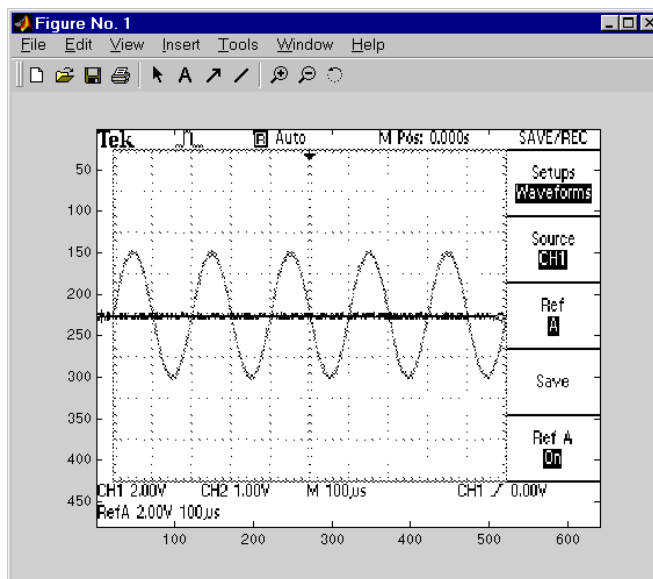 Figure No. 1
File Edit View Insert Tools Window Help
A
Tek R Auto M Pos: 0.000s SAVE/REC
Setups
Waveforms
Source
CH1
Ref
A
Save
Ref A
On
CH1 2.00V CH2 1.00V M 100µs CH1 0.00V
RefA 2.00V 100µs
50
100
150
200
250
300
350
400
450
100 200 300 400 500 600